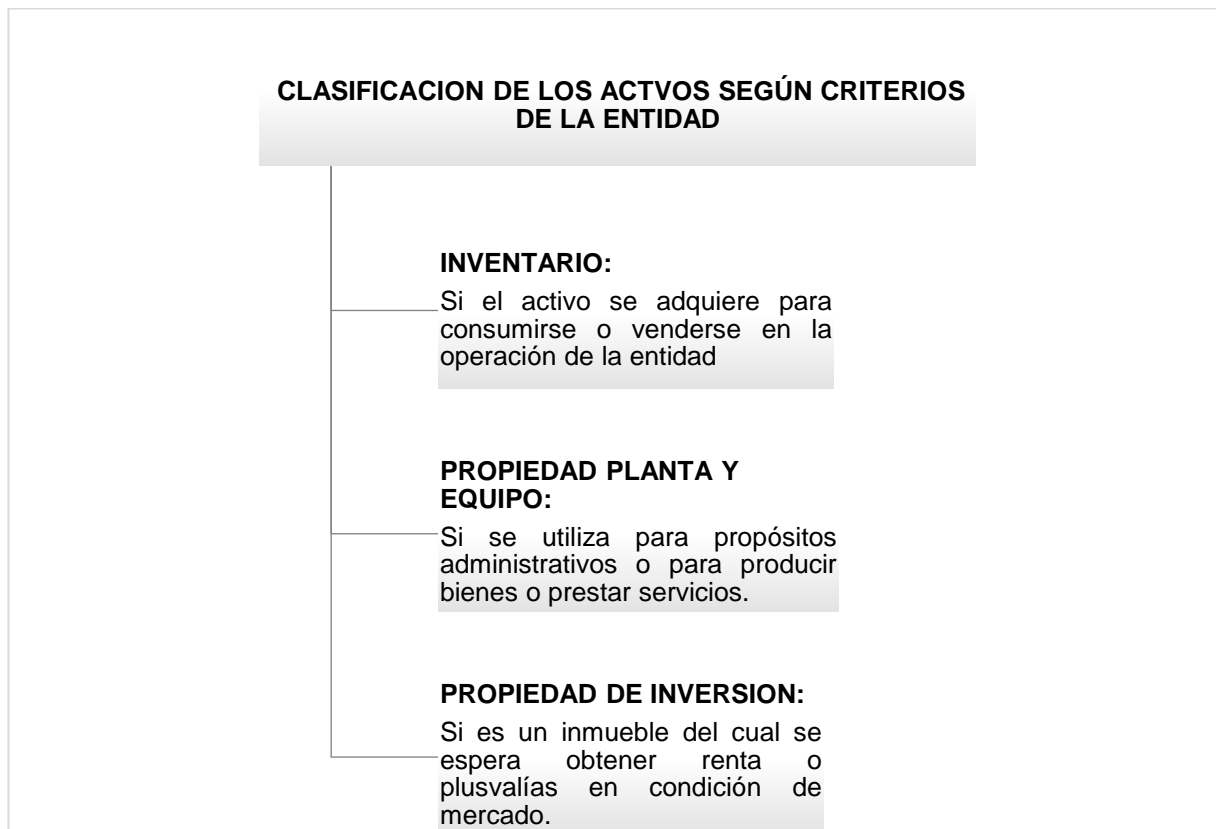 CLASIFICACION DE LOS ACTVOS SEGÚN CRITERIOS
DE LA ENTIDAD
INVENTARIO:
Si el activo se adquiere para
consumirse o venderse en la
operación de la entidad
PROPIEDAD PLANTA Y
EQUIPO:
Si se utiliza para propósitos
administrativos o para producir
bienes o prestar servicios.
PROPIEDAD DE INVERSION:
Si es un inmueble del cual se
espera obtener renta o
plusvalías en condición de
mercado.